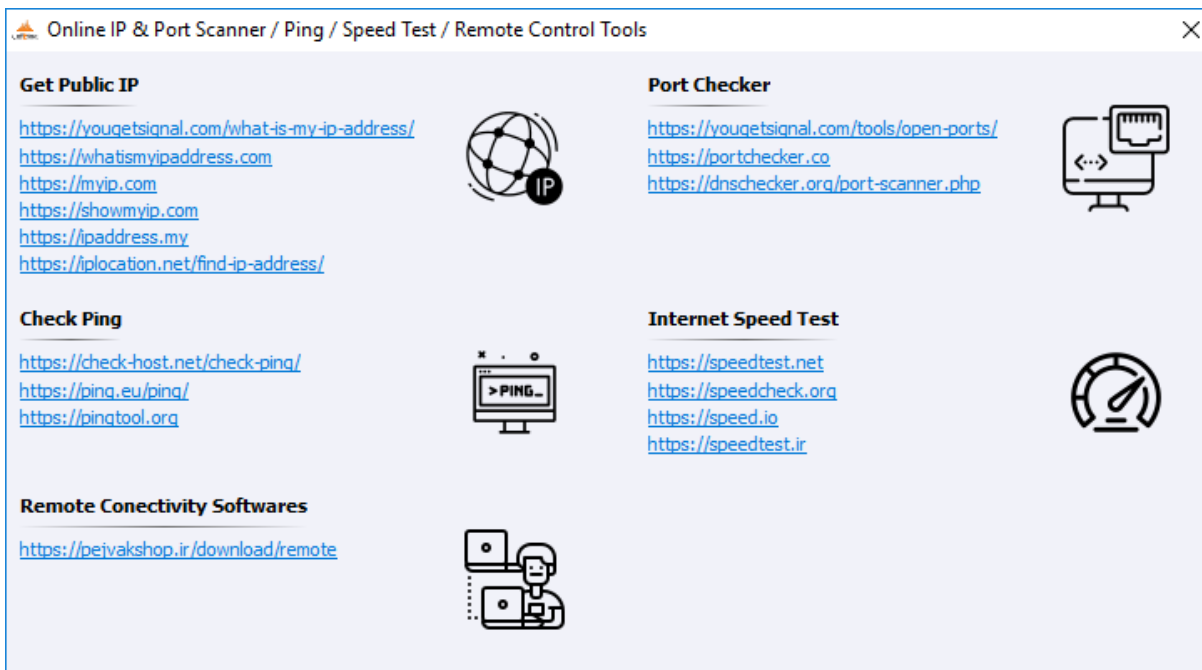 Online IP & Port Scanner / Ping / Speed Test / Remote Control Tools
Get Public IP
https://yougetsignal.com/what-is-my-ip-address/
https://whatismyipaddress.com
https://myip.com
https://showmyip.com
https://ipaddress.my
https://iplocation.net/find-ip-address/
IP
Port Checker
https://yougetsignal.com/tools/open-ports/
https://portchecker.co
https://dnschecker.org/port-scanner.php
Check Ping
https://check-host.net/check-ping/
https://ping.eu/ping/
https://pingtool.org
>PING_
Internet Speed Test
https://speedtest.net
https://speedcheck.org
https://speed.io
https://speedtest.ir
Remote Conectivity Softwares
https://pejvakshop.ir/download/remote